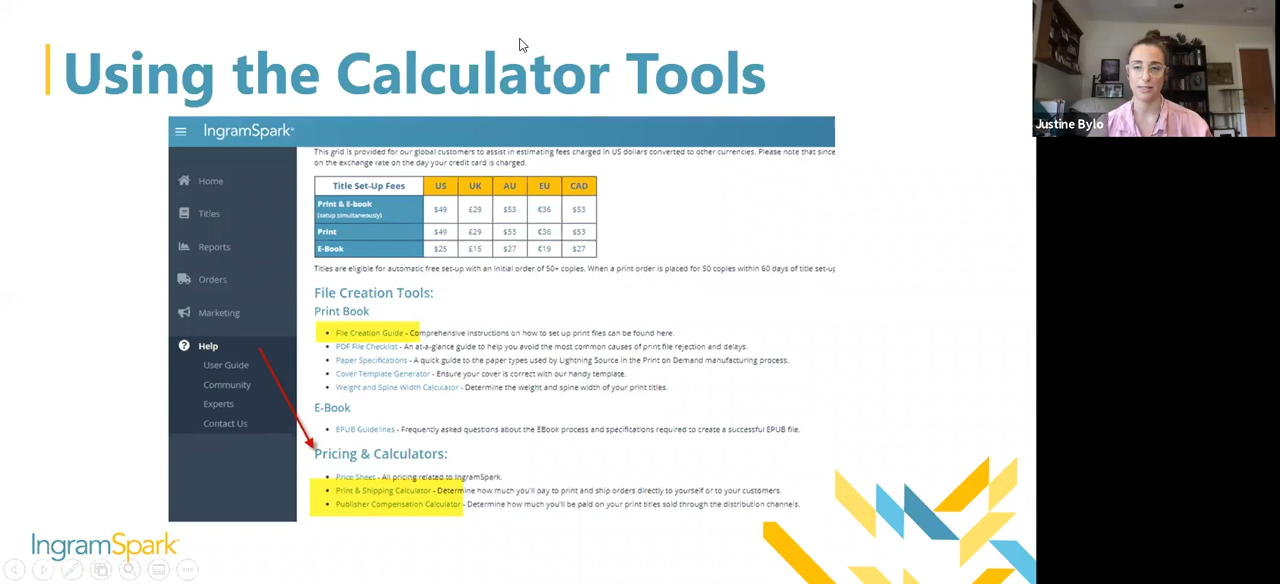 Using the Calculator Tools
Justine Bylo
IngramSpark
Home
Titles
Reports
Orders
Marketing
Help
User Guide
Community
Experts
Contact Us
This grid is provided for our global customers to assist in estimating fees charged in US dollars converted to other currencies. Please note that since
on the exchange rate on the day your credit card is charged.
Title Set-Up Fees US UK AU EU CAD
Print & E-book
(setup simultaneously) $49 £29 $53 €36 $53
Print $49 £29 $53 €36 $53
E-Book $25 £15 $27 €19 $27
Titles are eligible for automatic free set-up with an initial order of 50+ copies. When a print order is placed for 50 copies within 60 days of title set-up
File Creation Tools:
Print Book
• File Creation Guide - Comprehensive instructions on how to set up print files can be found here.
• PDF File Checklist - An at-a-glance guide to help you avoid the most common causes of print file rejection and delays.
• Paper Specifications - A quick guide to the paper types used by Lightning Source in the Print on Demand manufacturing process.
• Cover Template Generator - Ensure your cover is correct with our handy template.
• Weight and Spine Width Calculator - Determine the weight and spine width of your print titles.
E-Book
• EPUB Guidelines - Frequently asked questions about the EBook process and specifications required to create a successful EPUB file.
Pricing & Calculators:
• Price Sheet - All pricing related to IngramSpark.
• Print & Shipping Calculator - Determine how much you'll pay to print and ship orders directly to yourself or to your customers.
• Publisher Compensation Calculator - Determine how much you'll be paid on your print titles sold through the distribution channels.
IngramSpark